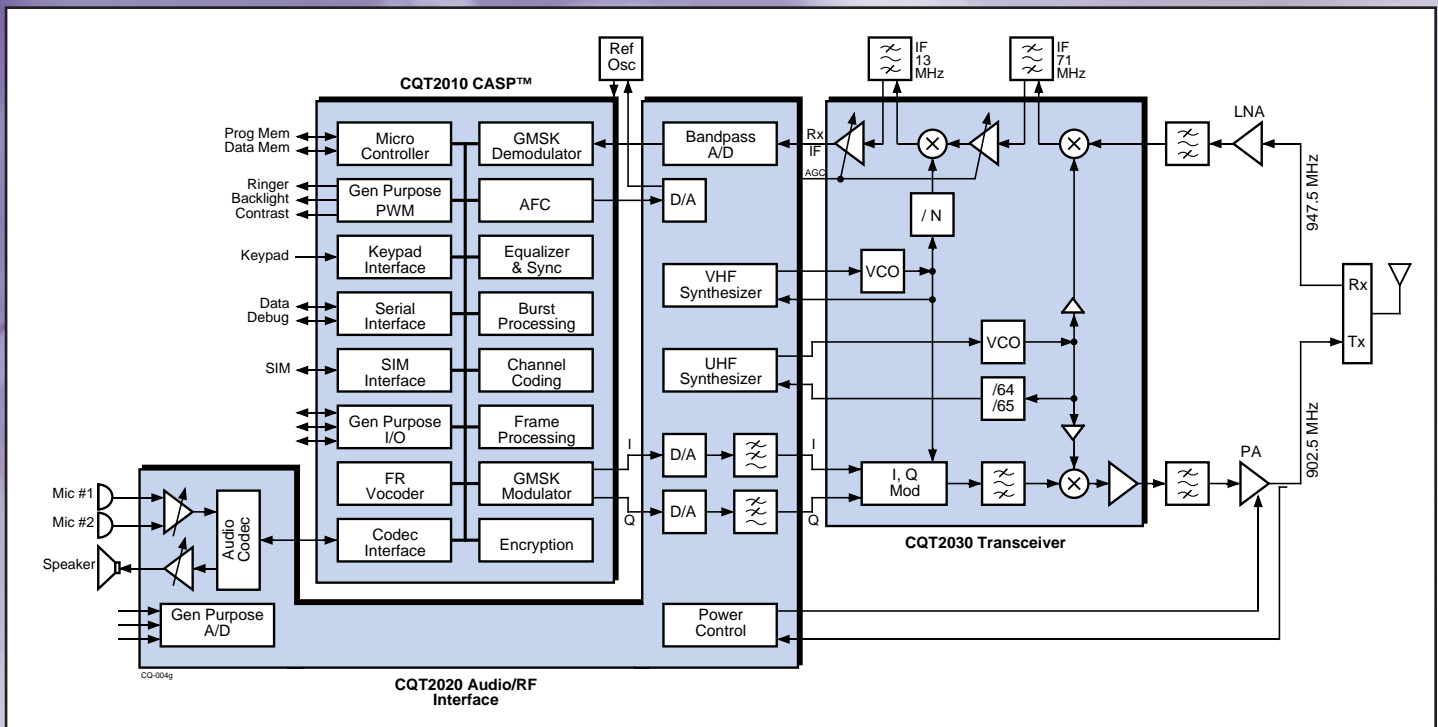 Ref
Osc
IF
13
MHz
IF
71
MHz
CQT2010 CASP™
LNA
Prog Mem
Data Mem
Micro
Controller
GMSK
Demodulator
Bandpass
A/D
Rx
IF
AGC
Ringer
Backlight
Contrast
Gen Purpose
PWM
AFC
D/A
/ N
947.5 MHz
Keypad
Keypad
Interface
Equalizer
& Sync
VHF
Synthesizer
VCO
Rx
Tx
Data
Debug
Serial
Interface
Burst
Processing
SIM
SIM
Interface
Channel
Coding
UHF
Synthesizer
VCO
/64
/65
Gen Purpose
I/O
Frame
Processing
902.5 MHz
FR
Vocoder
GMSK
Modulator
I
Q
D/A
D/A
I
Q
I, Q
Mod
PA
Mic #1
Mic #2
Speaker
Audio
Codec
Codec
Interface
Encryption
CQT2030 Transceiver
Gen Purpose
A/D
Power
Control
CQ-004g
CQT2020 Audio/RF
Interface